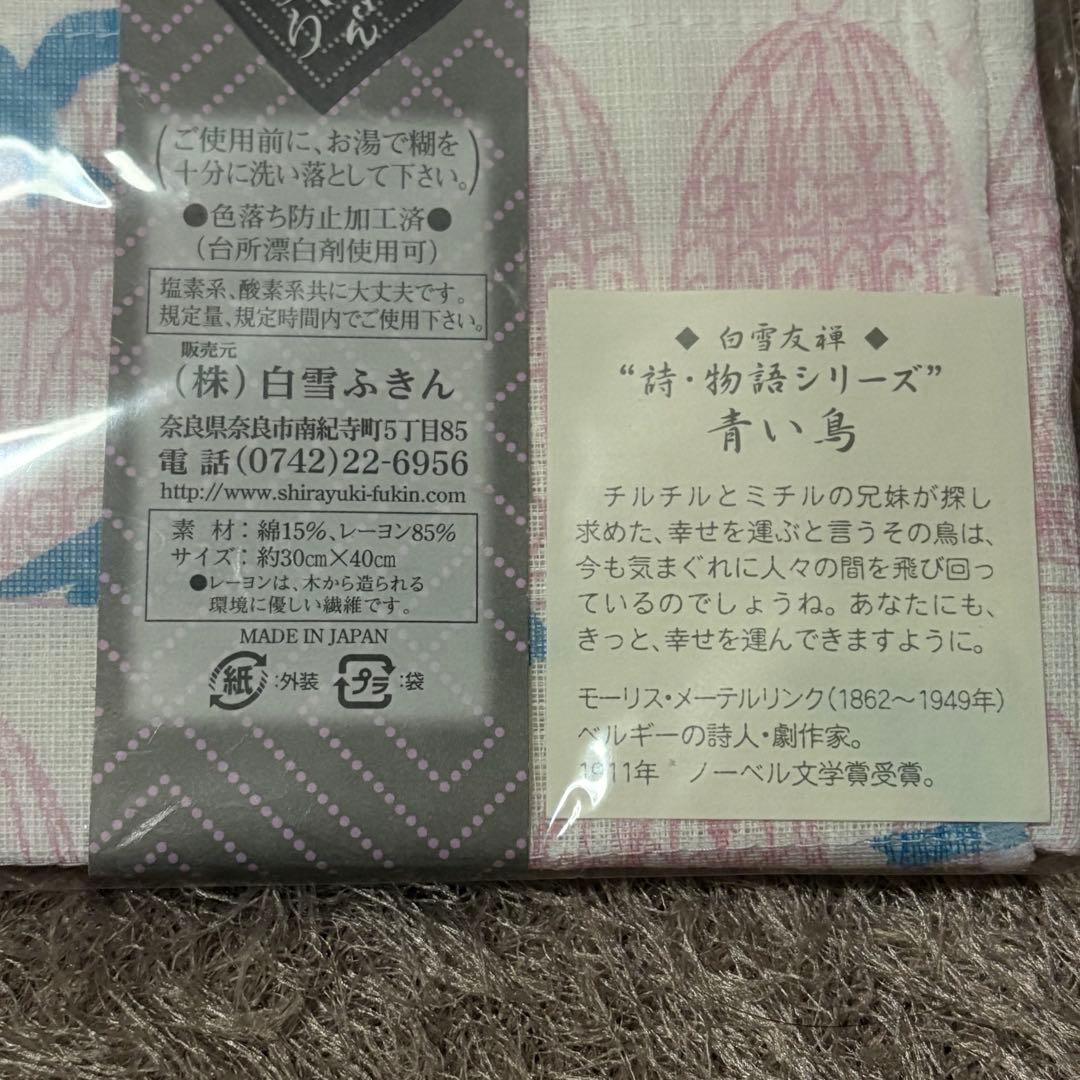 ご使用前に、お湯で糊を
十分に洗い落として下さい。
●色落ち防止加工済●
(台所漂白剤使用可)
塩素系、酸素系共に大丈夫です。
規定量、規定時間内でご使用下さい。
販売元
(株)白雪ふきん
奈良県奈良市南紀寺町5丁目85
電話(0742)22-6956
http://www.shirayuki-fukin.com
素材:綿15%、レーヨン85%
サイズ:約30cm×40cm
●レーヨンは、木から造られる
環境に優しい繊維です。
MADE IN JAPAN
紙:外装 プラ:袋
◆ 白雪友禅 ◆
“詩・物語シリーズ”
青い鳥
チルチルとミチルの兄妹が探し
求めた、幸せを運ぶと言うその鳥は、
今も気まぐれに人々の間を飛び回っ
ているのでしょうね。あなたにも、
きっと、幸せを運んできますように。
モーリス・メーテルリンク(1862〜1949年)
ベルギーの詩人・劇作家。
1911年 ノーベル文学賞受賞。